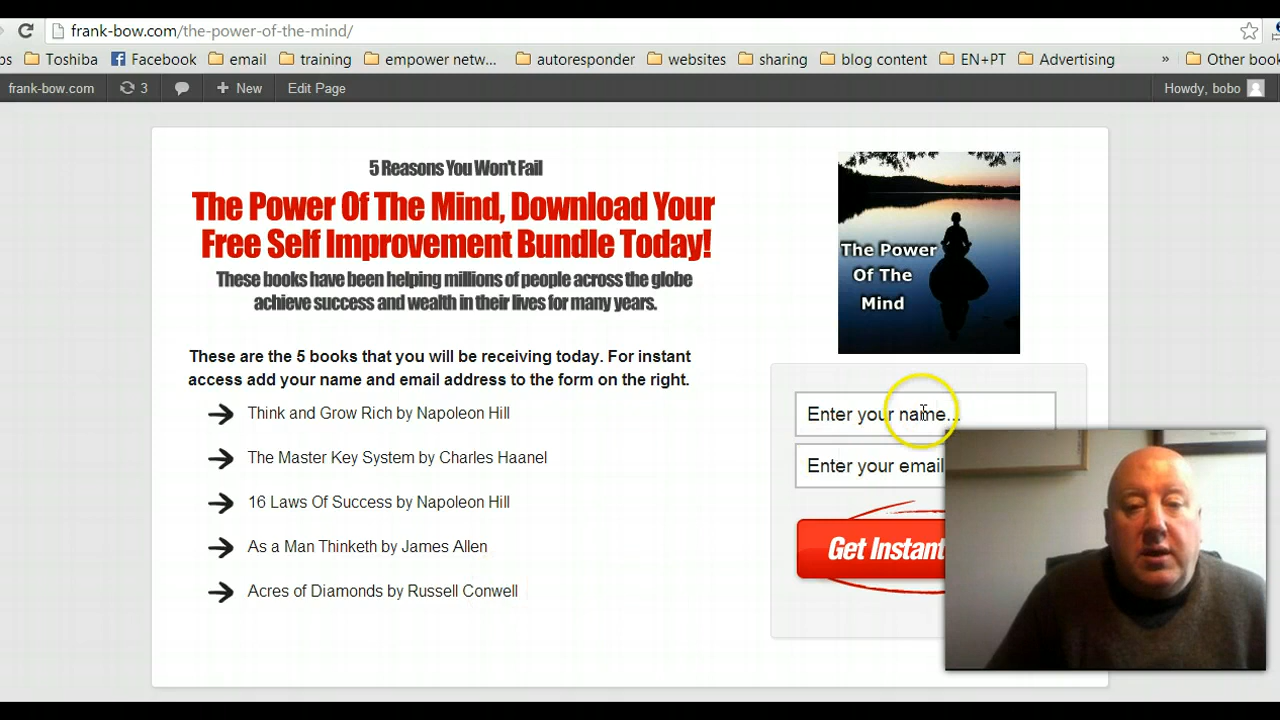 frank-bow.com/the-power-of-the-mind/
Toshiba Facebook email training empower netw... autoresponder websites sharing blog content EN+PT Advertising » Other book
frank-bow.com 3 + New Edit Page Howdy, bobo
5 Reasons You Won't Fail
The Power Of The Mind, Download Your
Free Self Improvement Bundle Today!
These books have been helping millions of people across the globe
achieve success and wealth in their lives for many years.
The Power
Of The
Mind
These are the 5 books that you will be receiving today. For instant
access add your name and email address to the form on the right.
Think and Grow Rich by Napoleon Hill
The Master Key System by Charles Haanel
16 Laws Of Success by Napoleon Hill
As a Man Thinketh by James Allen
Acres of Diamonds by Russell Conwell
Enter your name...
Enter your email
Get Instant